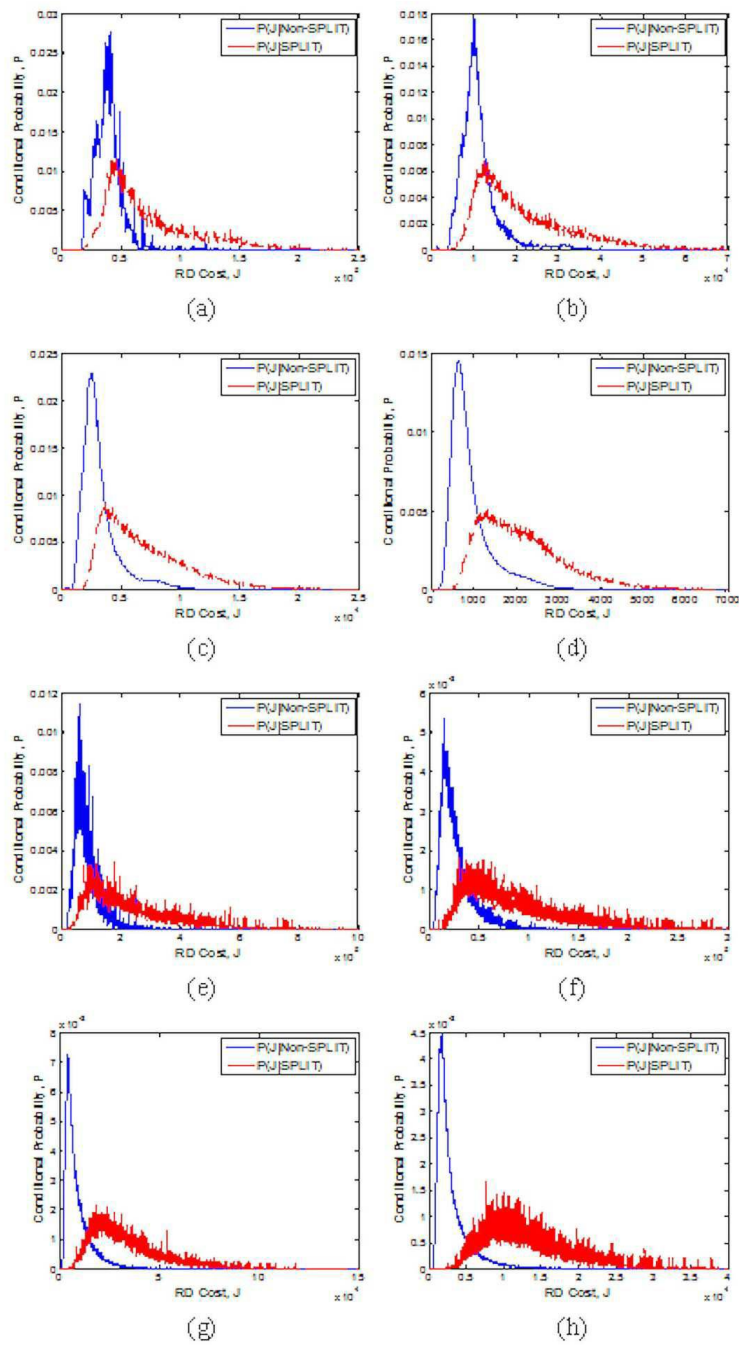 Conditional Probability, P
0.03
0.025
0.02
0.015
0.01
0.005
0
P(J|Non-SPLIT)
P(J|SPLIT)
0 0.5 1 1.5 2 2.5
RD Cost, J
x 10
(a)
Conditional Probability, P
0.018
0.016
0.014
0.012
0.01
0.008
0.006
0.004
0.002
0
P(J|Non-SPLIT)
P(J|SPLIT)
0 1 2 3 4 5 6 7
RD Cost, J
x 10^4
(b)
Conditional Probability, P
0.025
0.02
0.015
0.01
0.005
0
P(J|Non-SPLIT)
P(J|SPLIT)
0 0.5 1 1.5 2 2.5
RD Cost, J
x 10^4
(c)
Conditional Probability, P
0.015
0.01
0.005
0
P(J|Non-SPLIT)
P(J|SPLIT)
0 1000 2000 3000 4000 5000 6000 7000
RD Cost, J
(d)
Conditional Probability, P
0.012
0.01
0.008
0.006
0.004
0.002
0
P(J|Non-SPLIT)
P(J|SPLIT)
0 2 4 6 8 10
RD Cost, J
x 10
(e)
x 10
Conditional Probability, P
6
5
4
3
2
1
0
P(J|Non-SPLIT)
P(J|SPLIT)
0 0.5 1 1.5 2 2.5 3
RD Cost, J
x 10
(f)
x 10
Conditional Probability, P
8
7
6
5
4
3
2
1
0
P(J|Non-SPLIT)
P(J|SPLIT)
0 5 10 15
RD Cost, J
x 10^4
(g)
x 10
Conditional Probability, P
4.5
4
3.5
3
2.5
2
1.5
1
0.5
0
P(J|Non-SPLIT)
P(J|SPLIT)
0 0.5 1 1.5 2 2.5 3 3.5 4
RD Cost, J
x 10^4
(h)